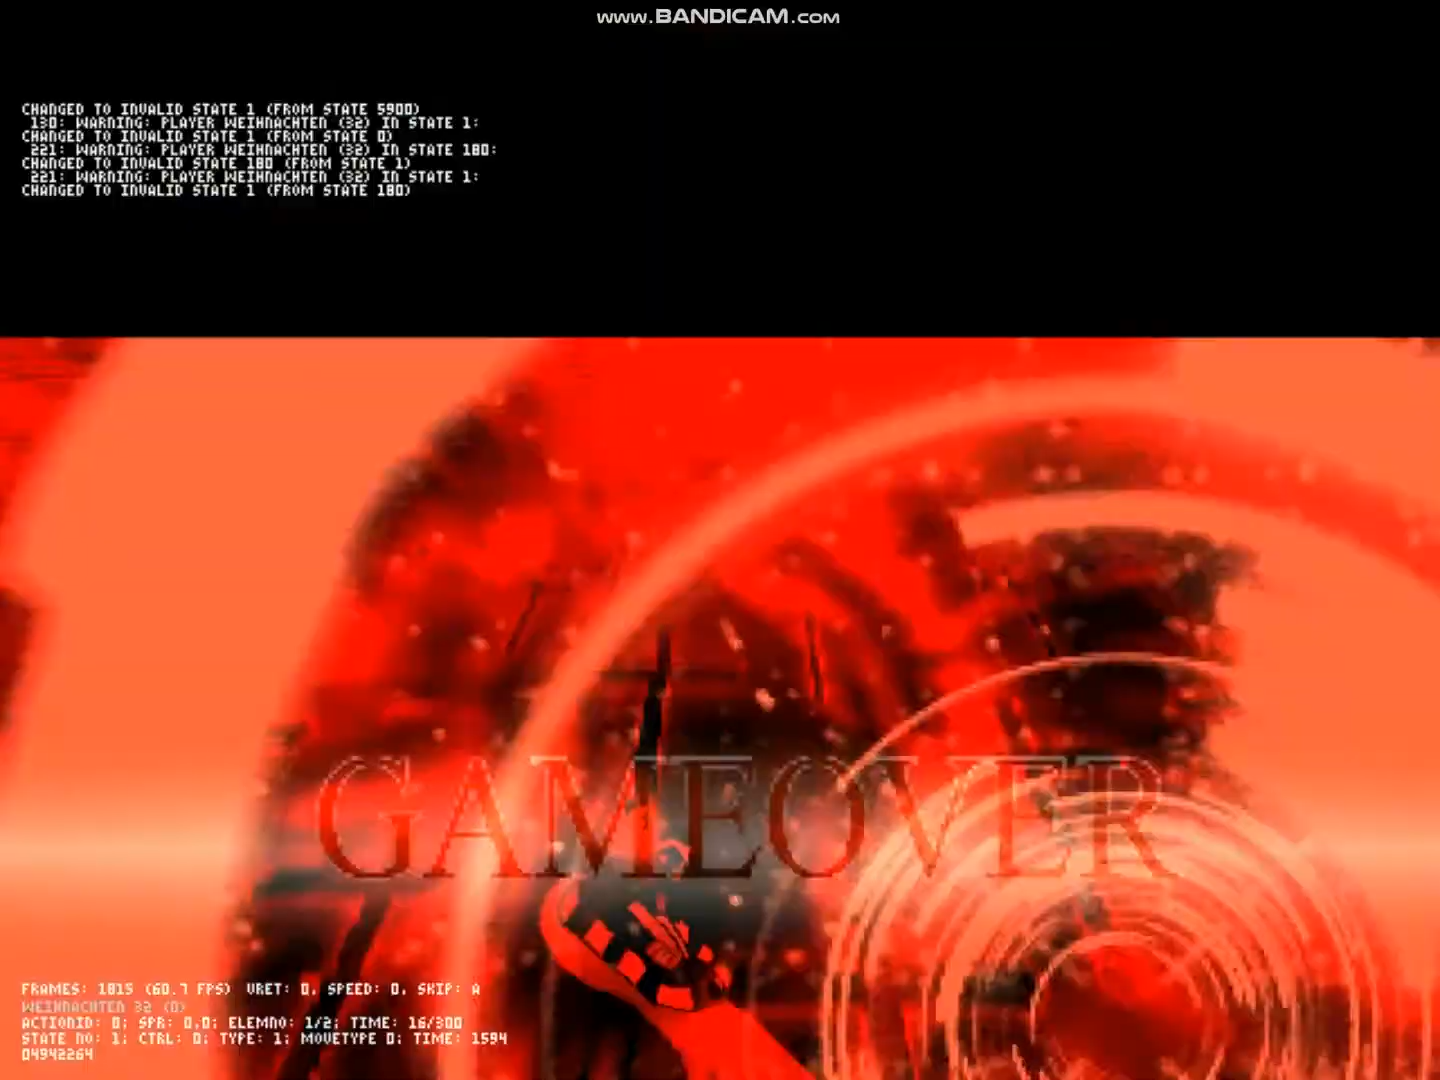 www.BANDICAM.com
CHANGED TO INVALID STATE 1 (FROM STATE 5900)
130: WARNING: PLAYER WEIHNACHTEN (32) IN STATE 1:
CHANGED TO INVALID STATE 1 (FROM STATE 0)
221: WARNING: PLAYER WEIHNACHTEN (32) IN STATE 180:
CHANGED TO INVALID STATE 180 (FROM STATE 1)
221: WARNING: PLAYER WEIHNACHTEN (32) IN STATE 1:
CHANGED TO INVALID STATE 1 (FROM STATE 180)
GAMEOVER
FRAMES: 1815 (60.7 FPS) VRET: 0, SPEED: 0, SKIP: A
WEIHNACHTEN 32 (0)
ACTIONID: 0; SPR: 0,0; ELEMNO: 1/2; TIME: 16/300
STATE NO: 1; CTRL: 0; TYPE: 1; MOVETYPE 0; TIME: 1594
04942264